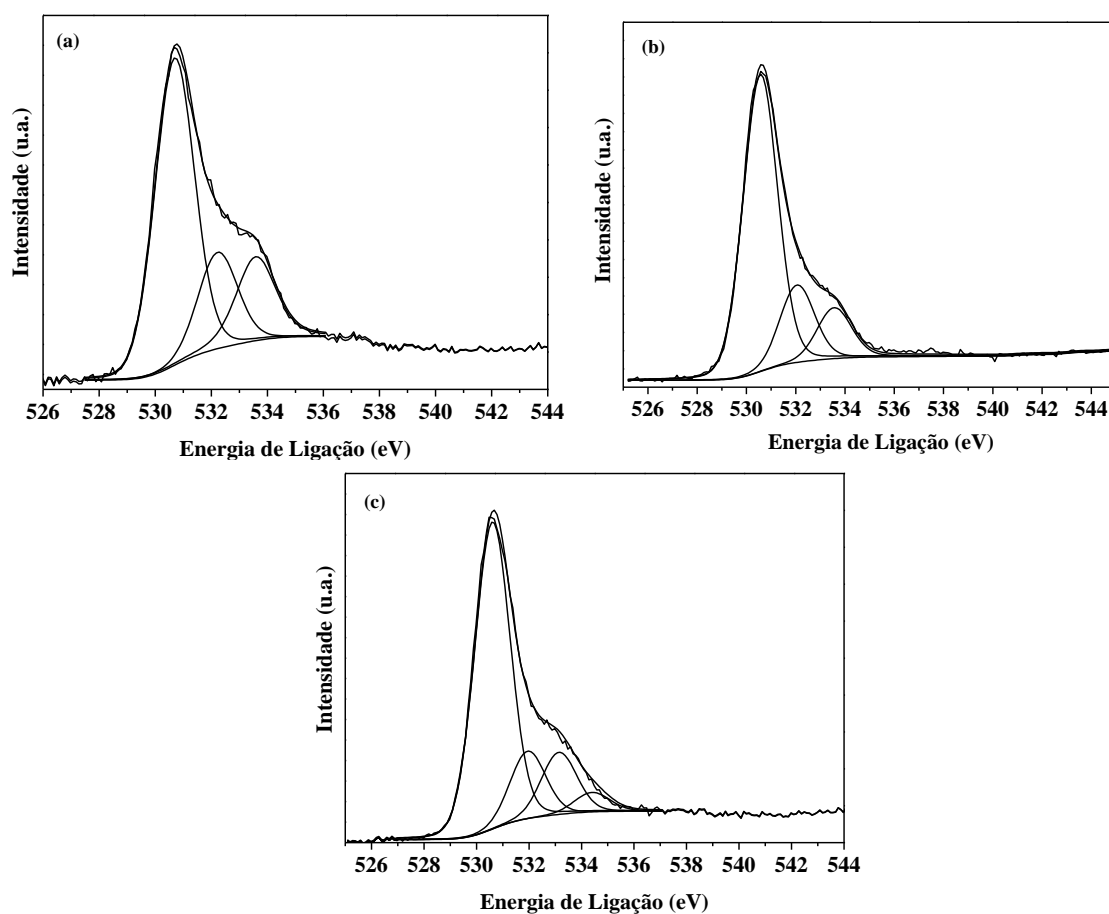 (a)
Intensidade (u.a.)
526 528 530 532 534 536 538 540 542 544
Energia de Ligação (eV)
(b)
Intensidade (u.a.)
526 528 530 532 534 536 538 540 542 544
Energia de Ligação (eV)
(c)
Intensidade (u.a.)
526 528 530 532 534 536 538 540 542 544
Energia de Ligação (eV)